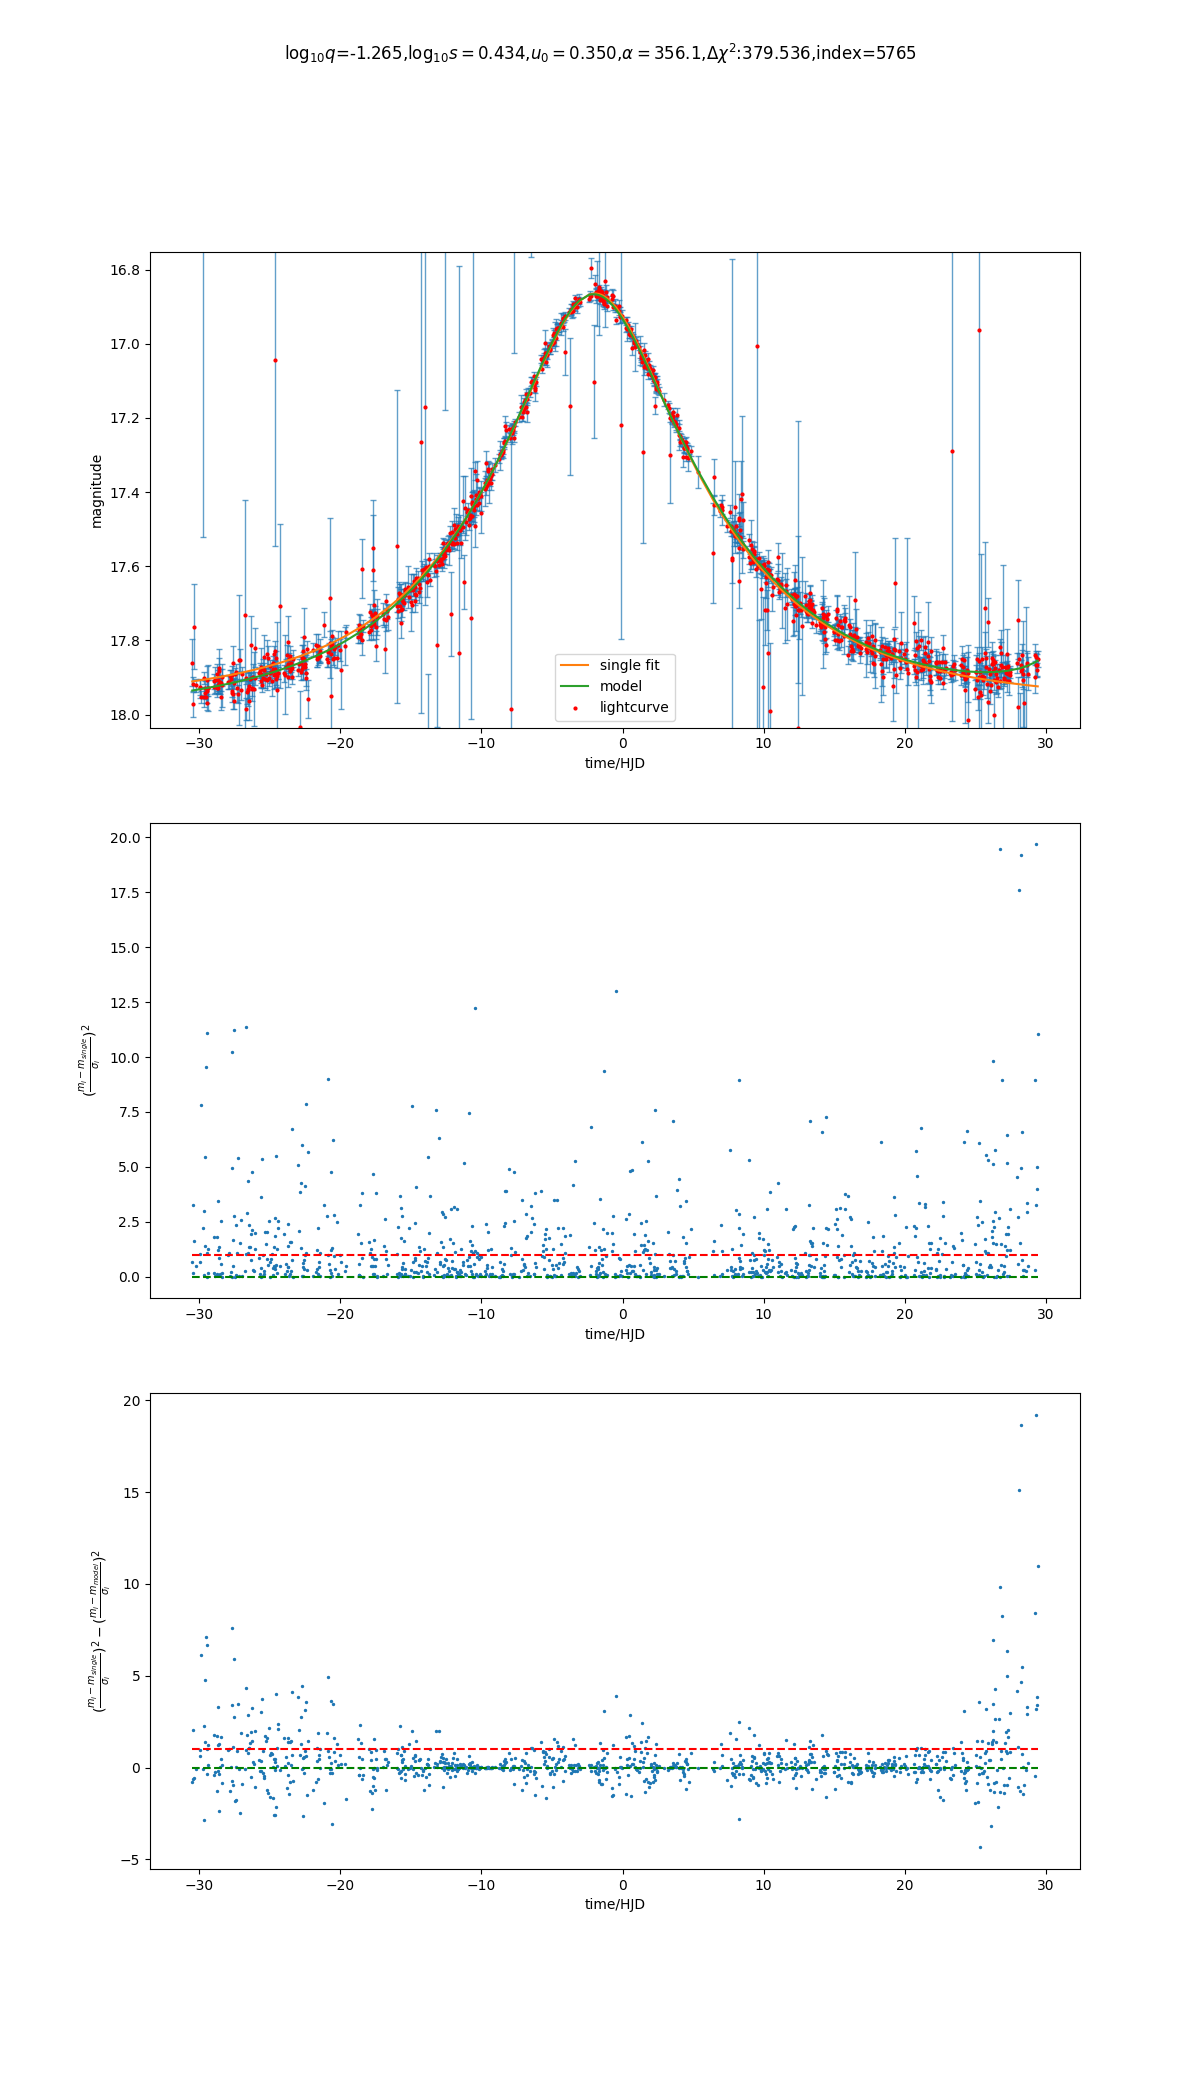 log₁₀q=-1.265,log₁₀s = 0.434,u₀ = 0.350,α = 356.1,Δχ²:379.536,index=5765
16.8
17.0
17.2
17.4
17.6
17.8
18.0
magnitude
single fit
model
lightcurve
−30 −20 −10 0 10 20 30
time/HJD
20.0
17.5
15.0
12.5
10.0
7.5
5.0
2.5
0.0
(mᵢ − m_single / σᵢ)²
−30 −20 −10 0 10 20 30
time/HJD
20
15
10
5
0
−5
(mᵢ − m_single / σᵢ)² − (mᵢ − m_model / σᵢ)²
−30 −20 −10 0 10 20 30
time/HJD